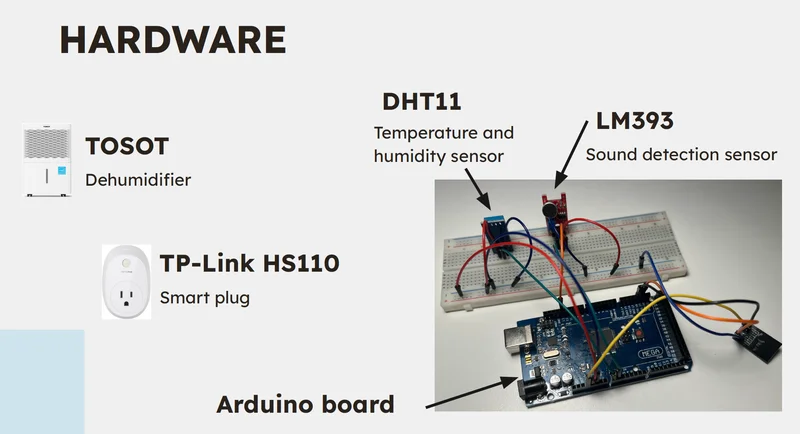 HARDWARE
DHT11
Temperature and
humidity sensor
LM393
Sound detection sensor
TOSOT
Dehumidifier
TP-Link HS110
Smart plug
MEGA
Arduino board